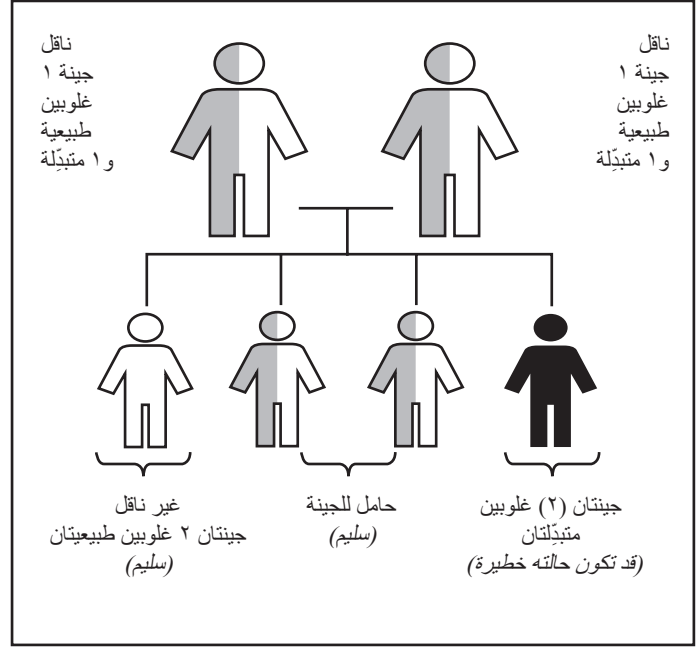 ناقل
جينة ١
غلوبين
طبيعية
و١ متبدِّلة
ناقل
جينة ١
غلوبين
طبيعية
و١ متبدِّلة
جينتان (٢) غلوبين
متبدِّلتان
(قد تكون حالته خطيرة)
حامل للجينة
(سليم)
غير ناقل
جينتان ٢ غلوبين طبيعيتان
(سليم)